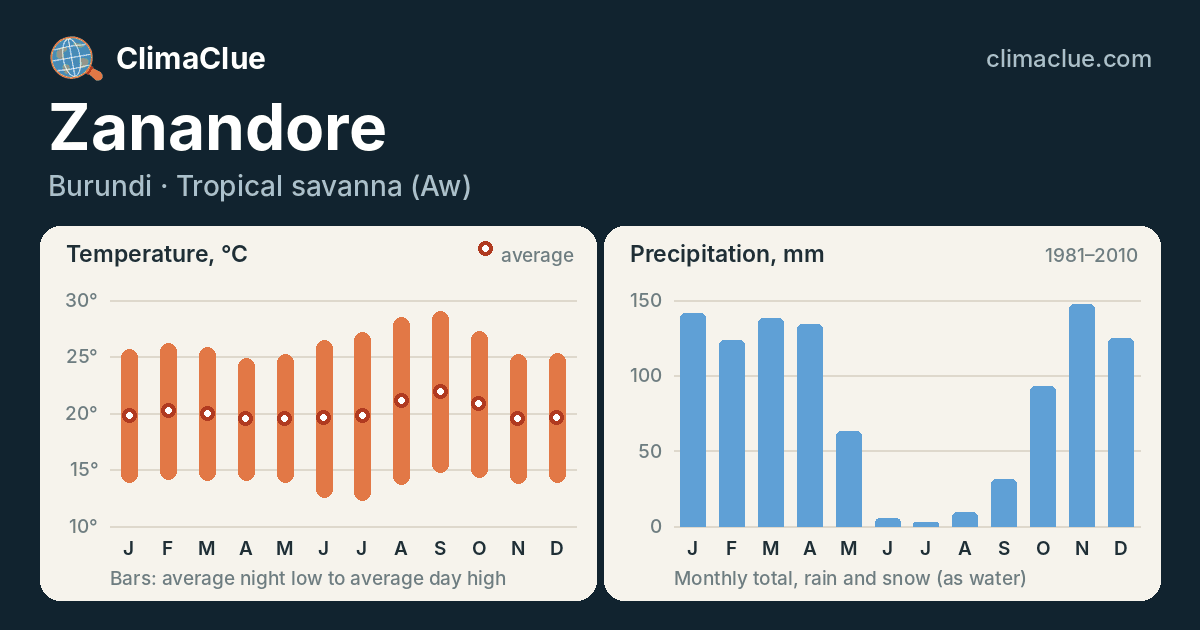 ClimaClue
climaclue.com
Zanandore
Burundi · Tropical savanna (Aw)
Temperature, °C
average
30°
25°
20°
15°
10°
J F M A M J J A S O N D
Bars: average night low to average day high
Precipitation, mm
1981–2010
150
100
50
0
J F M A M J J A S O N D
Monthly total, rain and snow (as water)